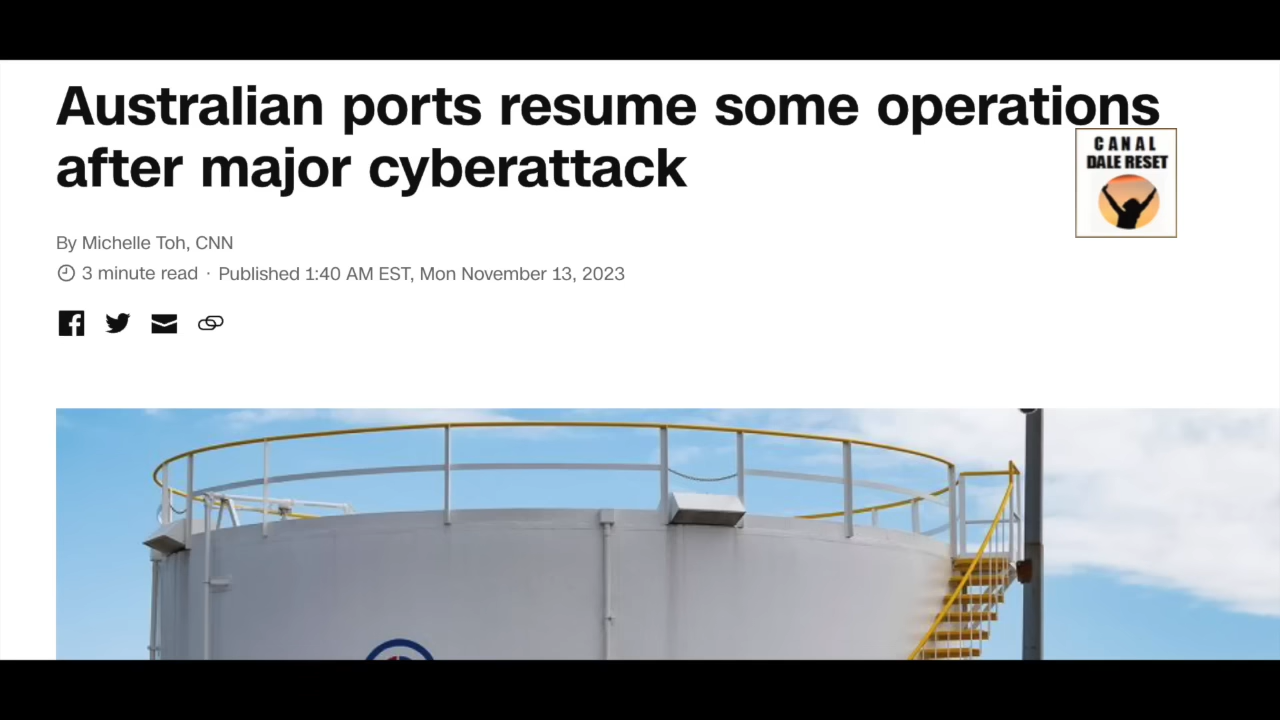 Australian ports resume some operations
after major cyberattack
CANAL
DALE RESET
By Michelle Toh, CNN
3 minute read · Published 1:40 AM EST, Mon November 13, 2023